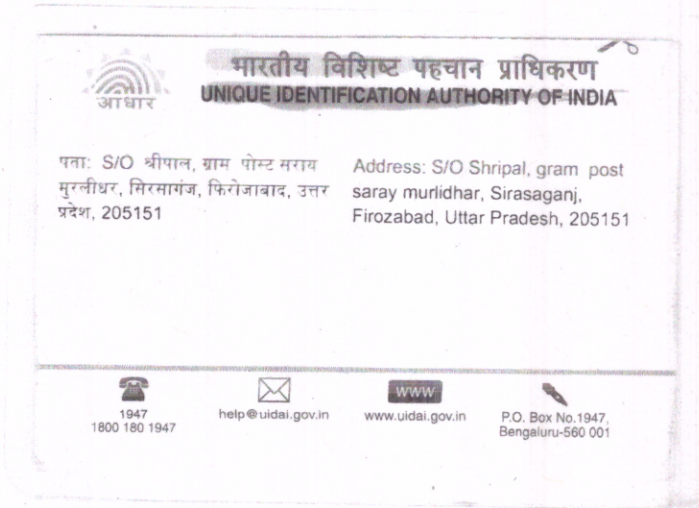 भारतीय विशिष्ट पहचान प्राधिकरण
आधार
UNIQUE IDENTIFICATION AUTHORITY OF INDIA
पता: S/O श्रीपाल, ग्राम पोस्ट सराय
मुरलीधर, सिरसागंज, फिरोजाबाद, उत्तर
प्रदेश, 205151
Address: S/O Shripal, gram post
saray murlidhar, Sirasaganj,
Firozabad, Uttar Pradesh, 205151
1947
1800 180 1947
help@uidai.gov.in
WWW
www.uidai.gov.in
P.O. Box No.1947,
Bengaluru-560 001